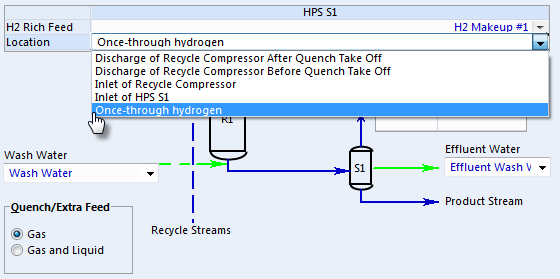 HPS S1
H2 Rich Feed H2 Makeup #1
Location Once-through hydrogen
Discharge of Recycle Compressor After Quench Take Off
Discharge of Recycle Compressor Before Quench Take Off
Inlet of Recycle Compressor
Inlet of HPS S1
Once-through hydrogen
R1
Wash Water
Wash Water
S1
Effluent Water
Effluent Wash
Product Stream
Quench/Extra Feed
Gas
Gas and Liquid
Recycle Streams